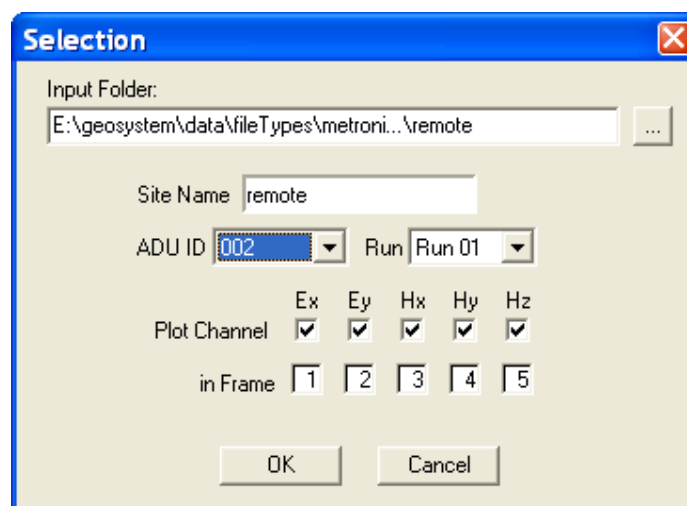 Selection
Input Folder:
E:\geosystem\data\fileTypes\metroni...\remote
...
Site Name remote
ADU ID 002 Run Run 01
Ex Ey Hx Hy Hz
Plot Channel
in Frame 1 2 3 4 5
OK Cancel